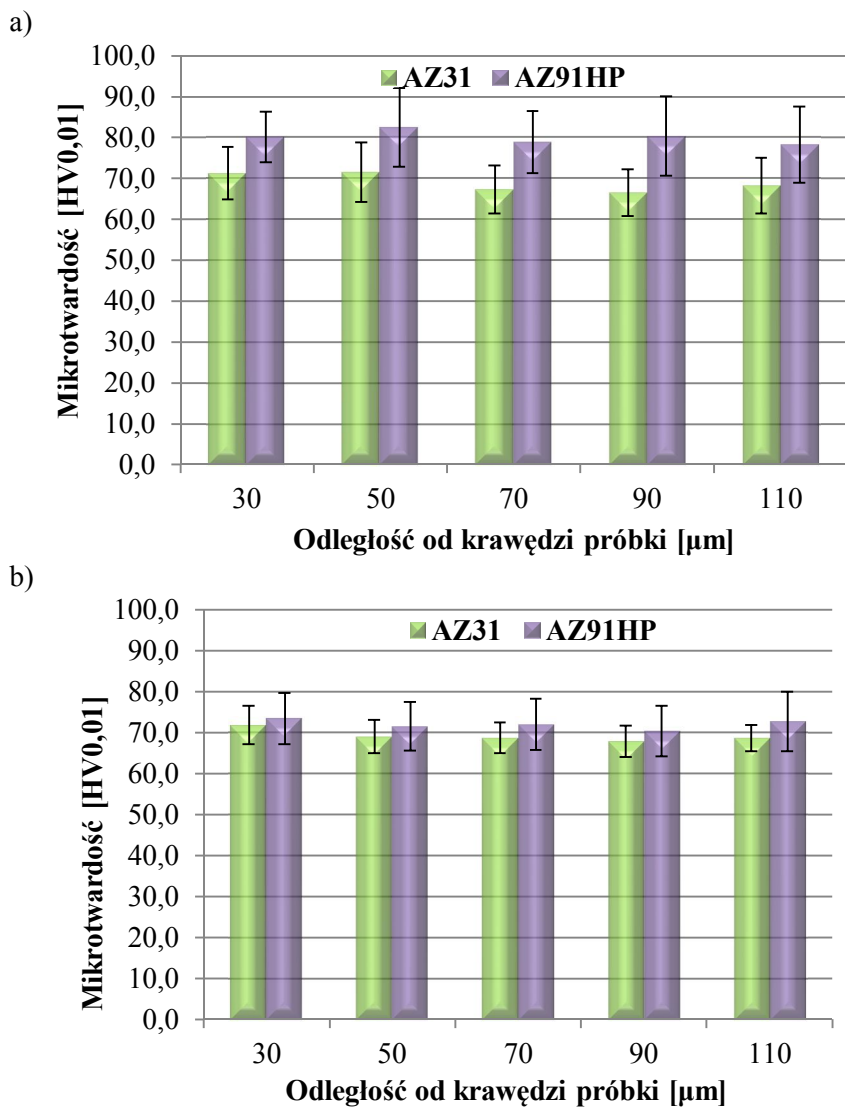 a)
100,0
90,0
80,0
70,0
60,0
50,0
40,0
30,0
20,0
10,0
0,0
Mikrotwardość [HV0,01]
AZ31 AZ91HP
30 50 70 90 110
Odległość od krawędzi próbki [µm]
b)
100,0
90,0
80,0
70,0
60,0
50,0
40,0
30,0
20,0
10,0
0,0
Mikrotwardość [HV0,01]
AZ31 AZ91HP
30 50 70 90 110
Odległość od krawędzi próbki [µm]